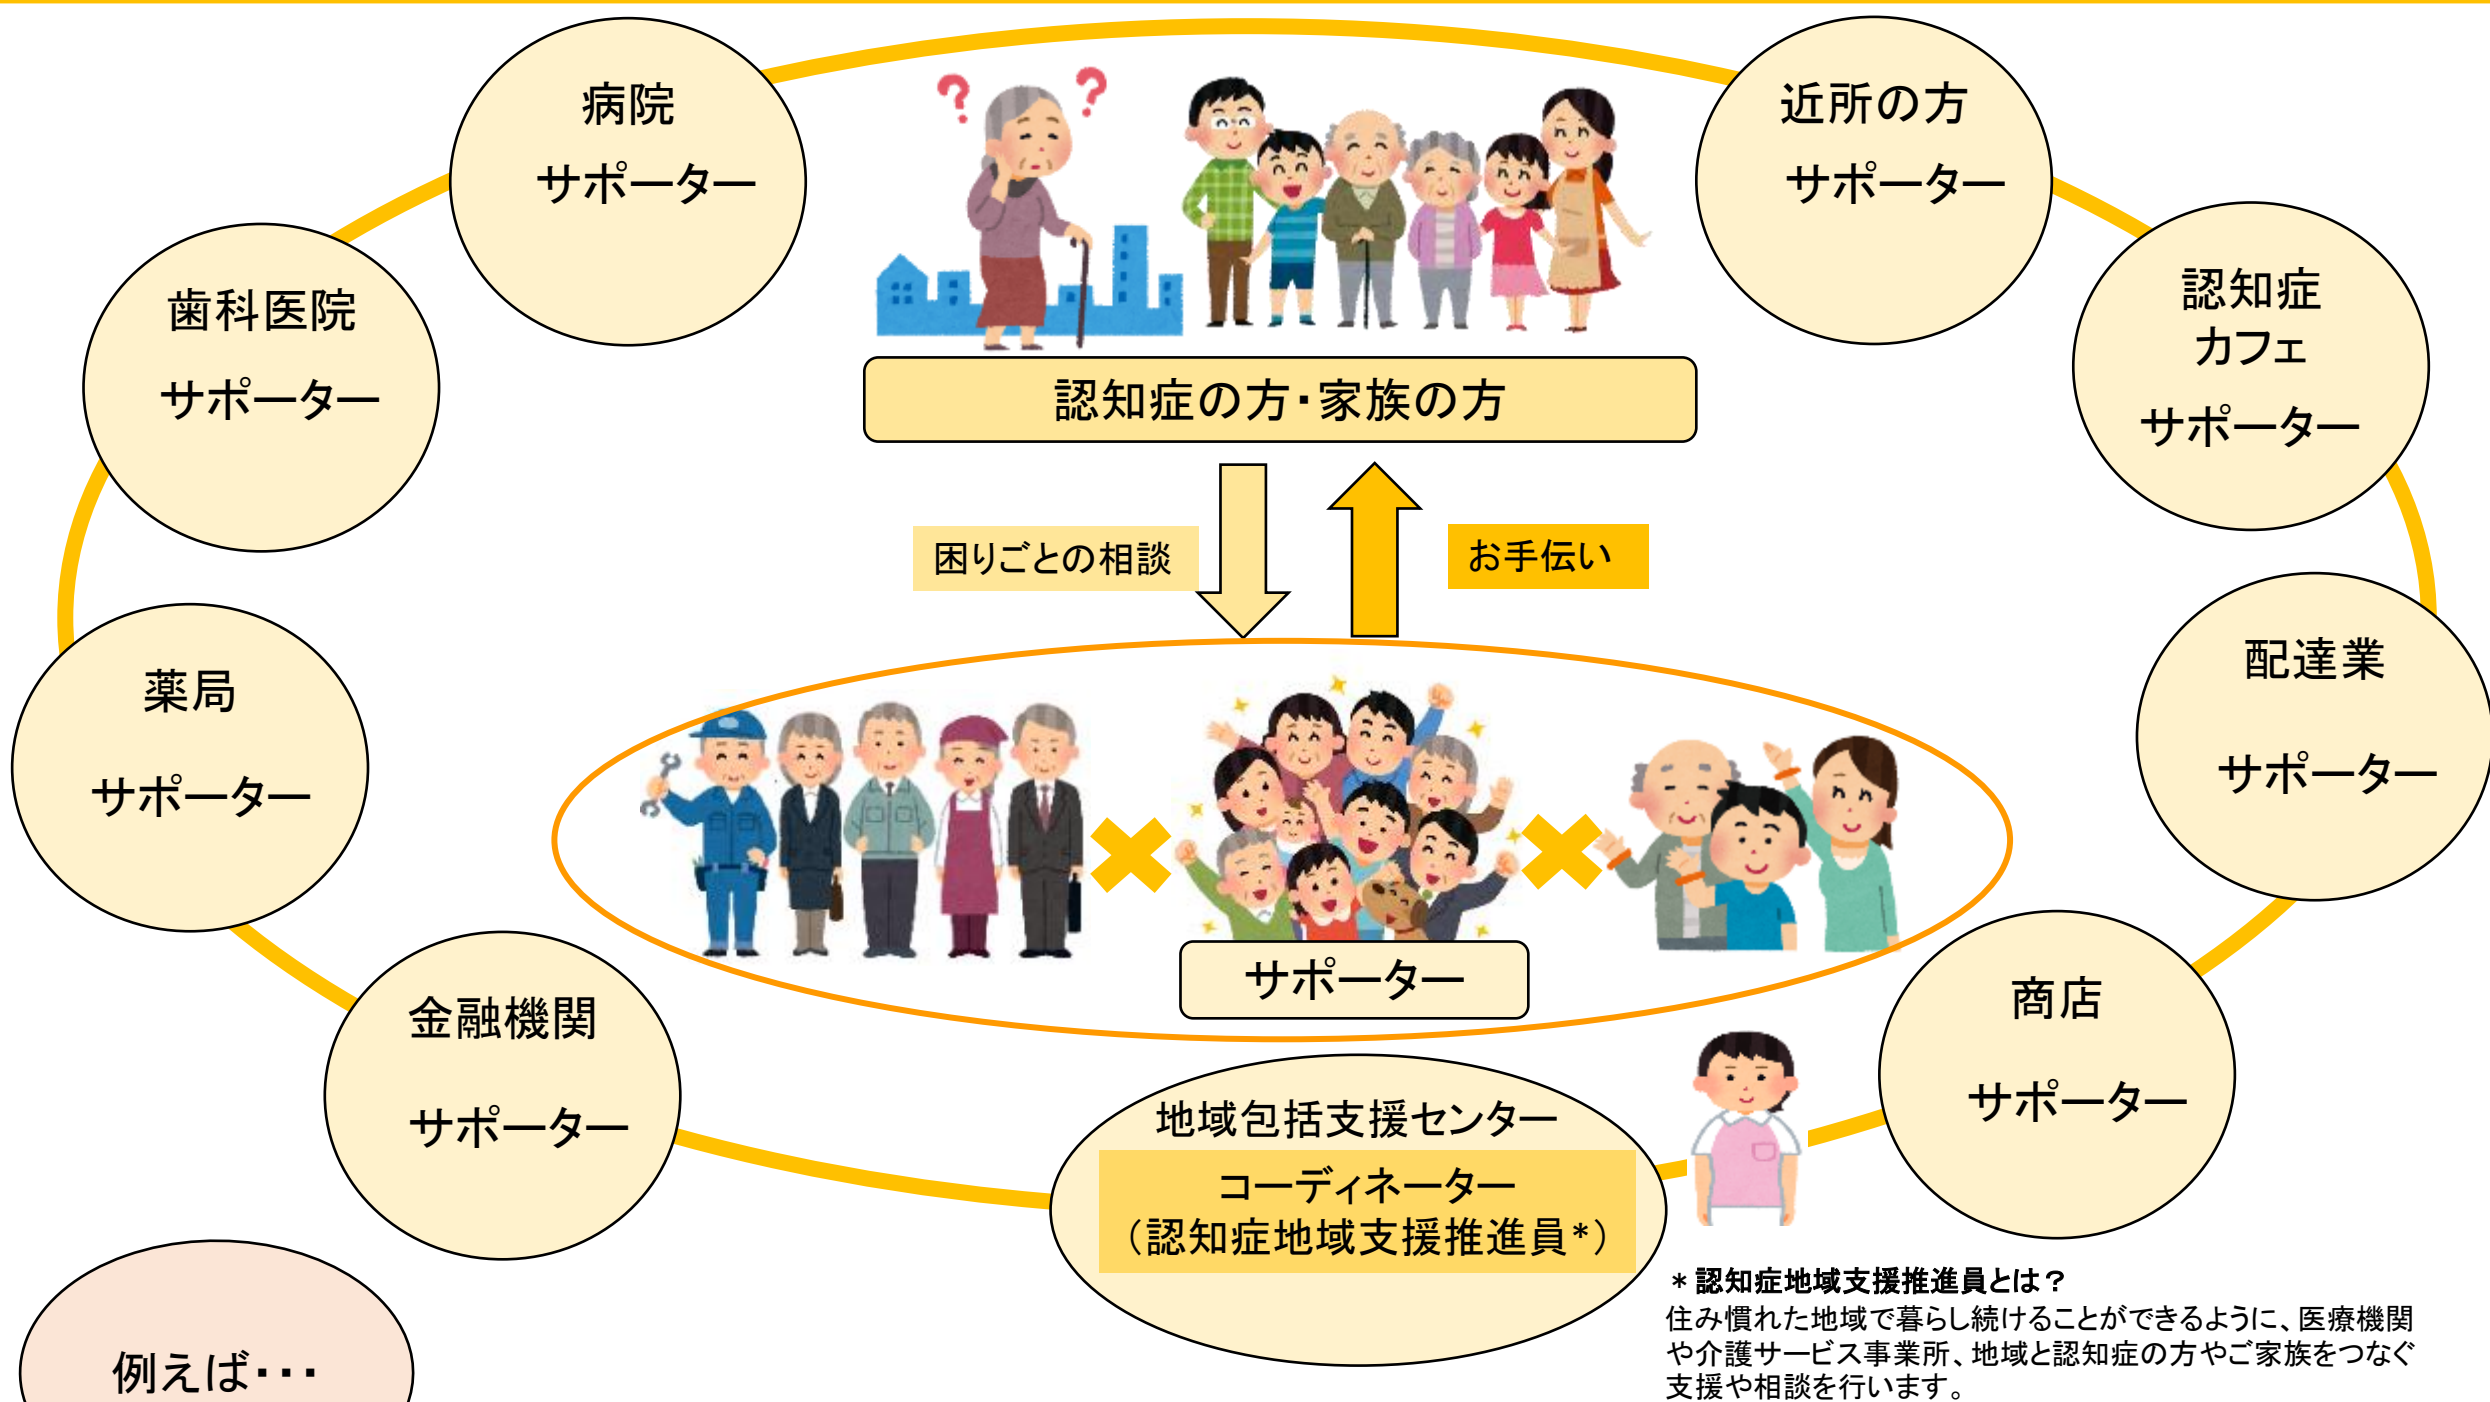 病院
サポーター
近所の方
サポーター
歯科医院
サポーター
認知症
カフェ
サポーター
認知症の方・家族の方
困りごとの相談
お手伝い
薬局
サポーター
配達業
サポーター
サポーター
金融機関
サポーター
商店
サポーター
地域包括支援センター
コーディネーター
（認知症地域支援推進員*）
例えば・・・
*認知症地域支援推進員とは？
住み慣れた地域で暮らし続けることができるように、医療機関
や介護サービス事業所、地域と認知症の方やご家族をつなぐ
支援や相談を行います。